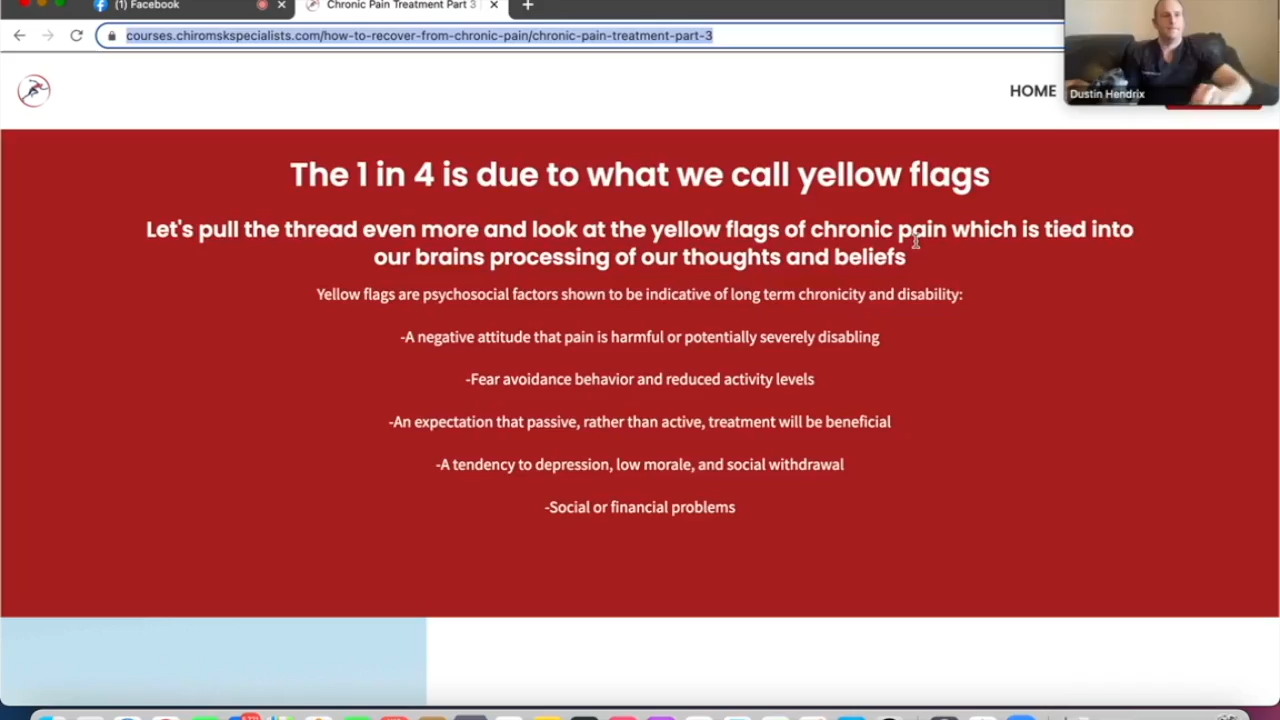 (1) Facebook
Chronic Pain Treatment Part 3
courses.chiromskspecialists.com/how-to-recover-from-chronic-pain/chronic-pain-treatment-part-3
HOME
Dustin Hendrix
The 1 in 4 is due to what we call yellow flags
Let's pull the thread even more and look at the yellow flags of chronic pain which is tied into
our brains processing of our thoughts and beliefs
Yellow flags are psychosocial factors shown to be indicative of long term chronicity and disability:
-A negative attitude that pain is harmful or potentially severely disabling
-Fear avoidance behavior and reduced activity levels
-An expectation that passive, rather than active, treatment will be beneficial
-A tendency to depression, low morale, and social withdrawal
-Social or financial problems